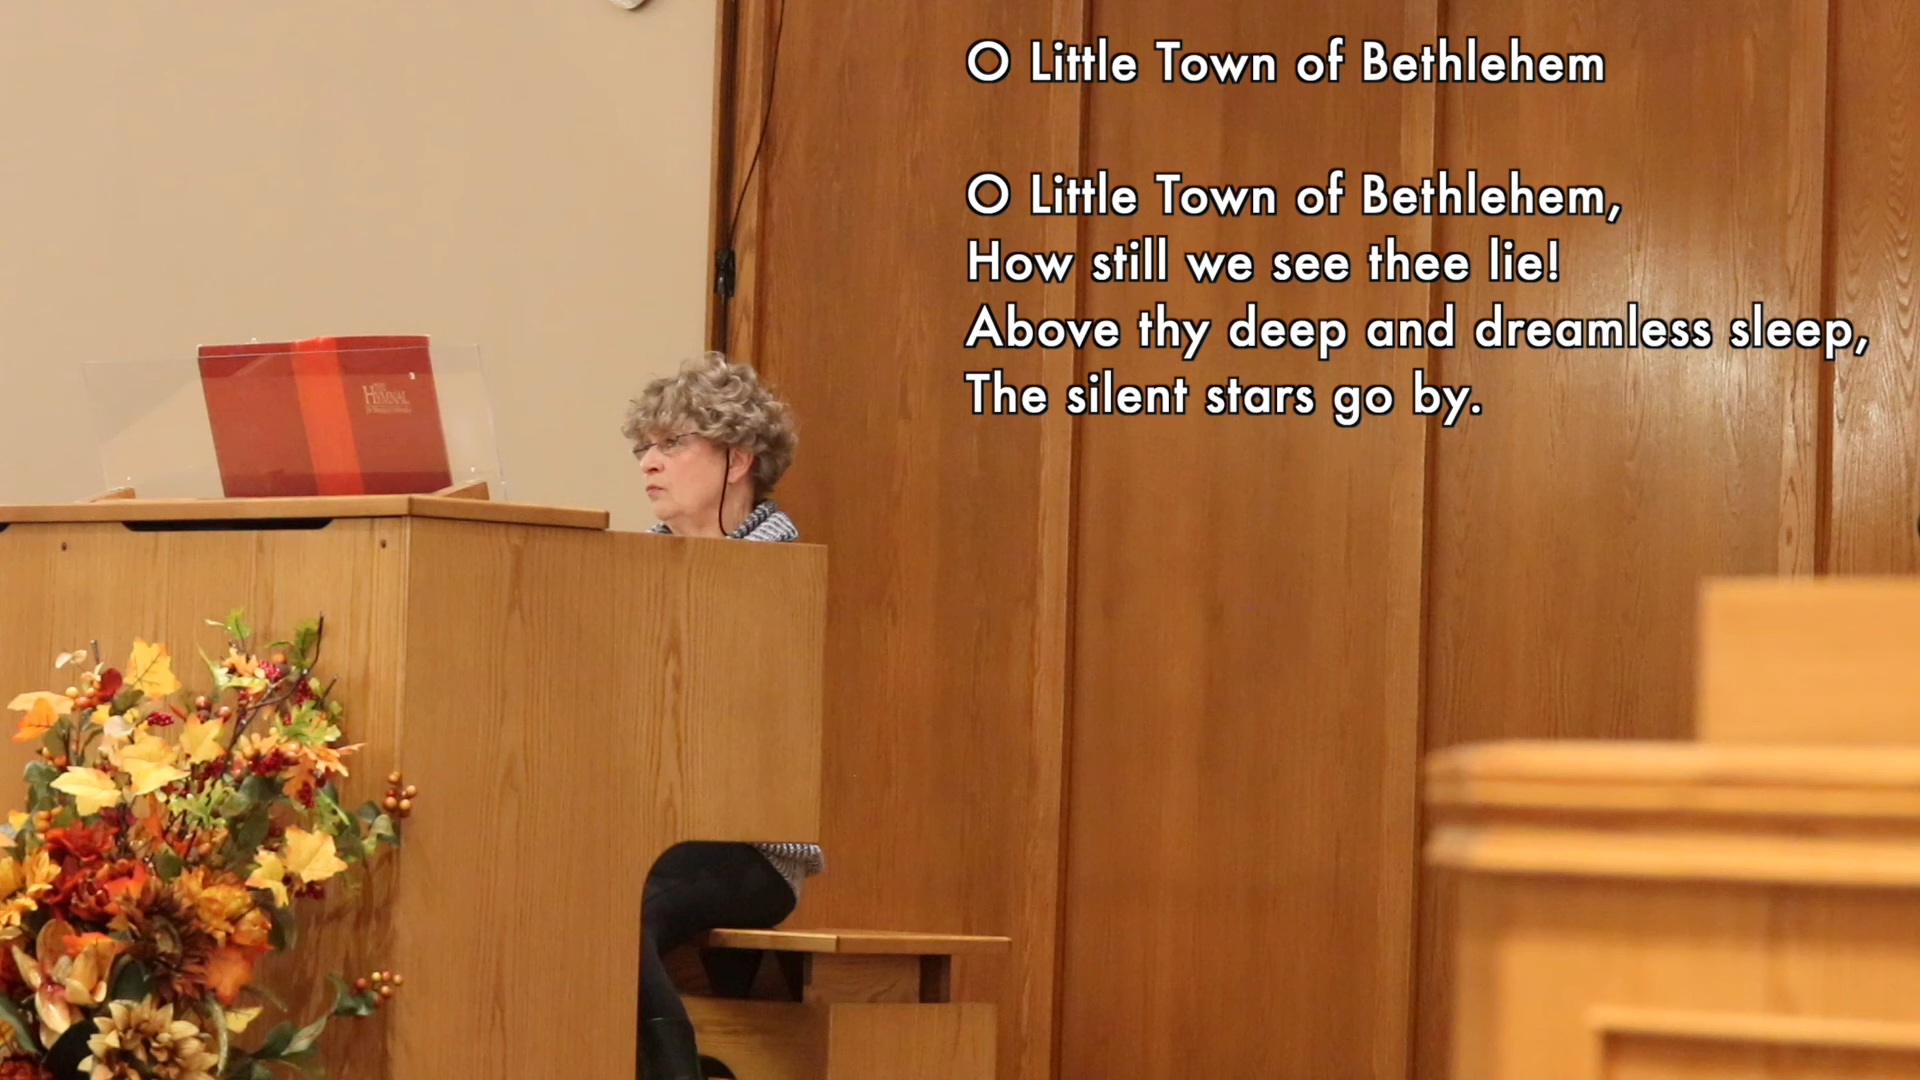 O Little Town of Bethlehem
O Little Town of Bethlehem,
How still we see thee lie!
Above thy deep and dreamless sleep,
The silent stars go by.
HYMNAL